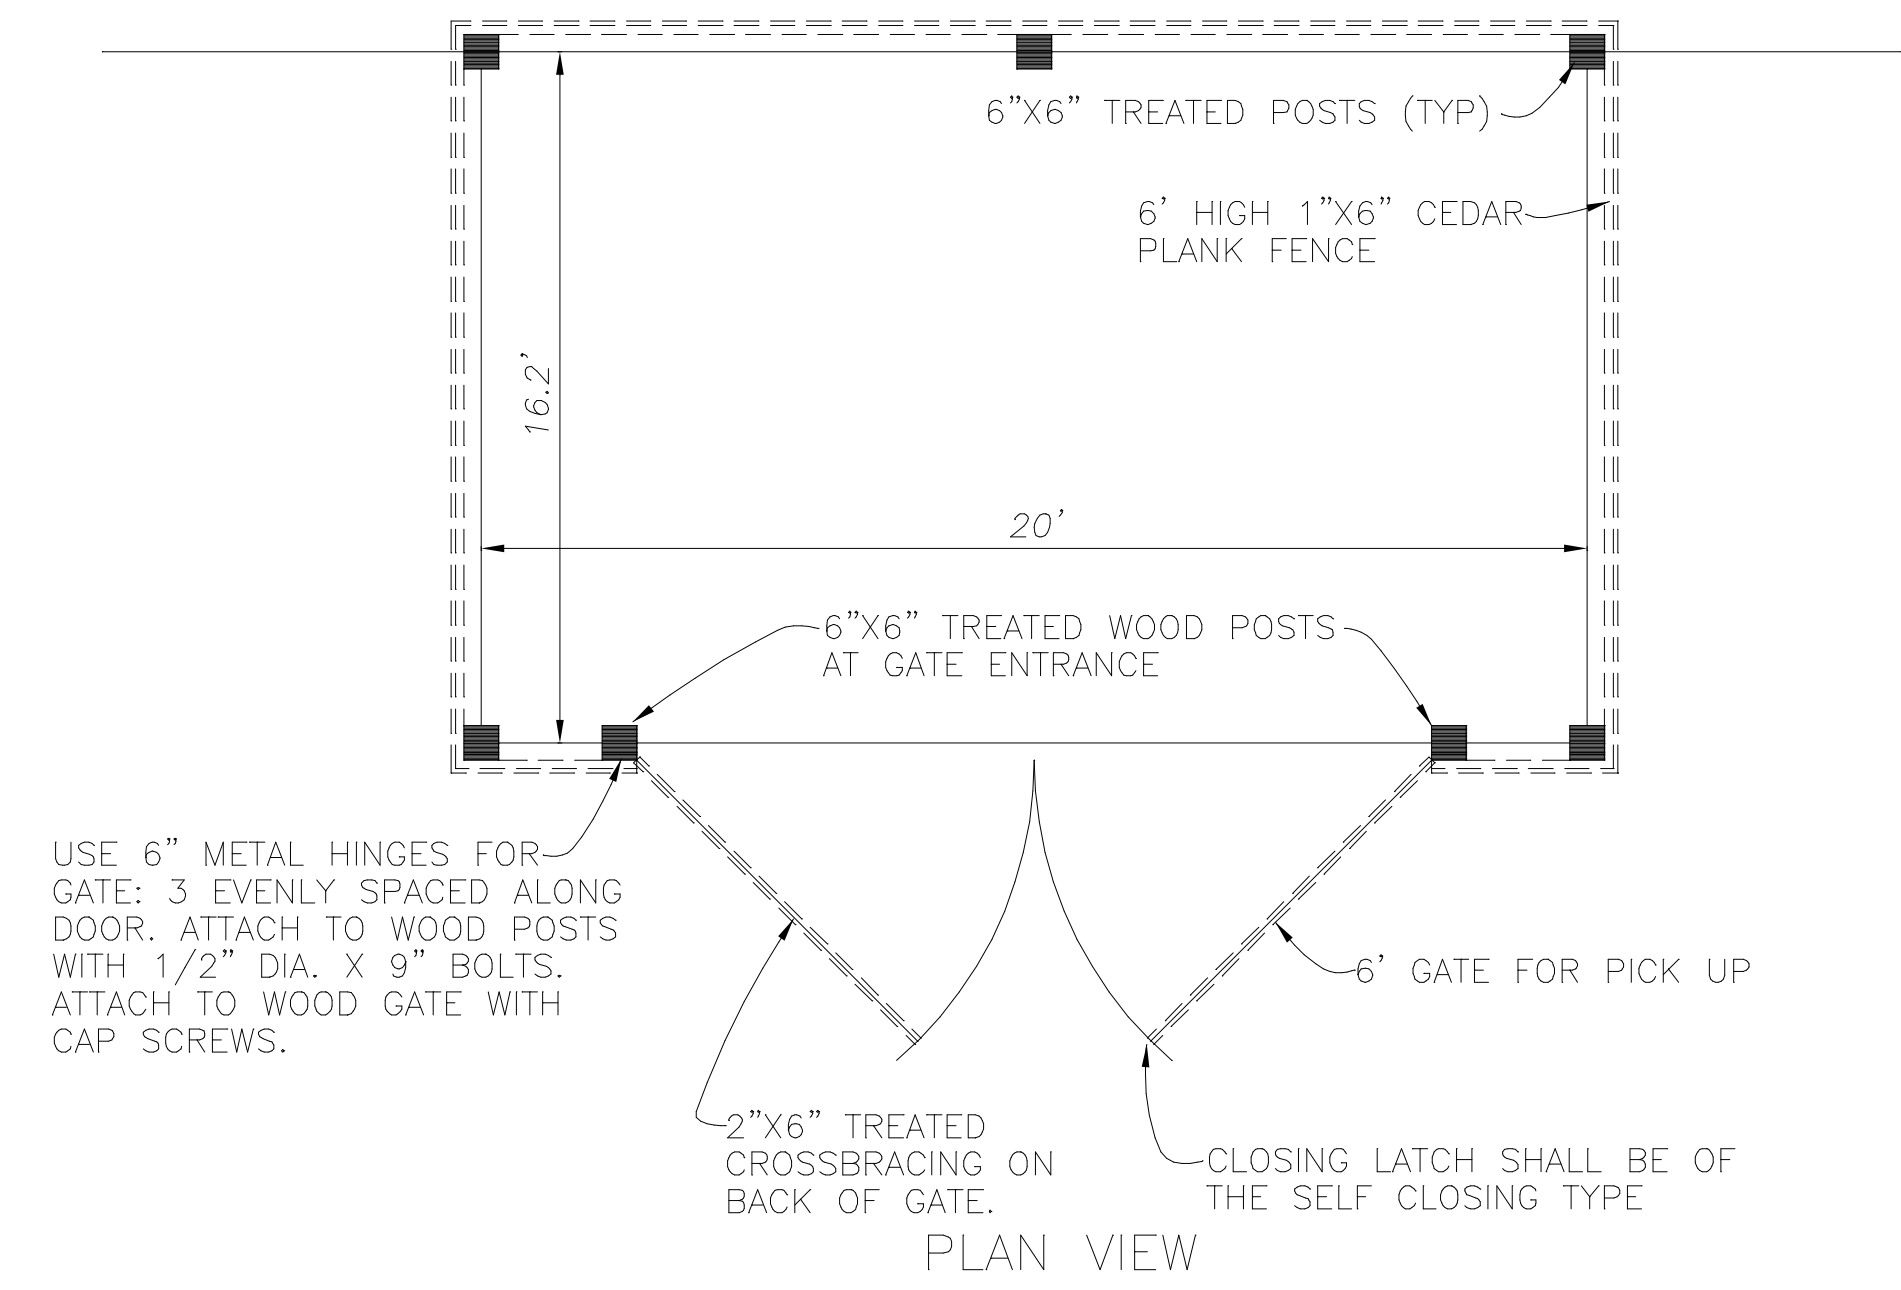 6”X6” TREATED POSTS (TYP)
6’ HIGH 1”X6” CEDAR
PLANK FENCE
16.2’
20’
6”X6” TREATED WOOD POSTS
AT GATE ENTRANCE
USE 6” METAL HINGES FOR
GATE: 3 EVENLY SPACED ALONG
DOOR. ATTACH TO WOOD POSTS
WITH 1/2” DIA. X 9” BOLTS.
ATTACH TO WOOD GATE WITH
CAP SCREWS.
6’ GATE FOR PICK UP
2”X6” TREATED
CROSSBRACING ON
BACK OF GATE.
CLOSING LATCH SHALL BE OF
THE SELF CLOSING TYPE
PLAN VIEW